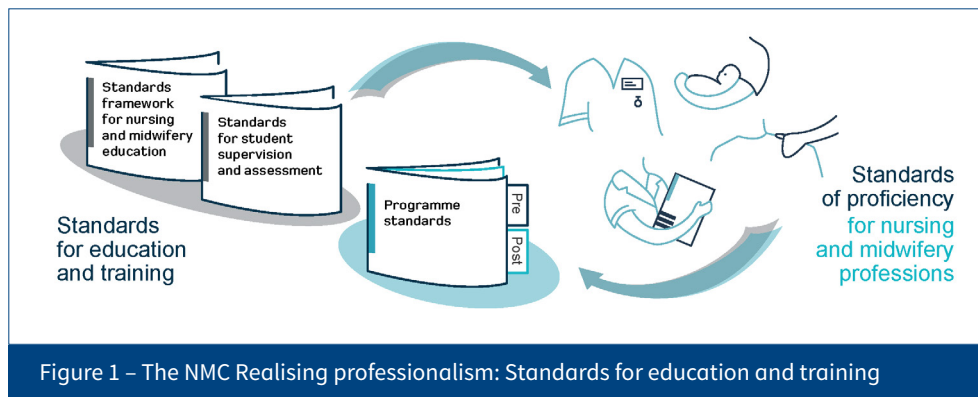 Standards
framework
for nursing
and midwifery
education
Standards
for student
supervision
and assessment
Programme
standards
Pre
Post
Standards
for education
and training
Standards
of proficiency
for nursing
and midwifery
professions
Figure 1 – The NMC Realising professionalism: Standards for education and training